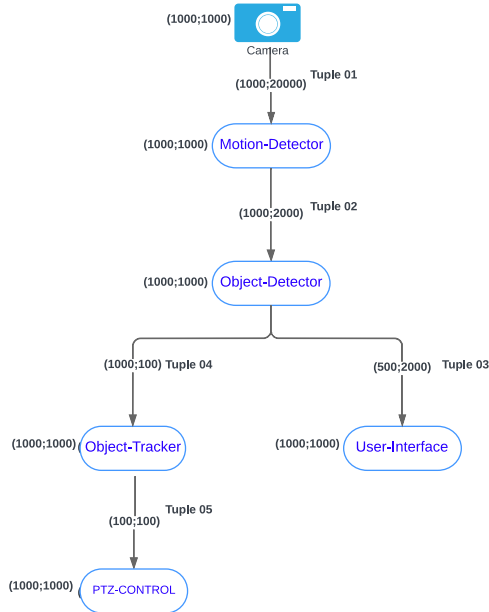 (1000;1000)
Camera
(1000;20000) Tuple 01
(1000;1000) Motion-Detector
(1000;2000) Tuple 02
(1000;1000) Object-Detector
(1000;100) Tuple 04
(500;2000) Tuple 03
(1000;1000) Object-Tracker
(1000;1000) User-Interface
(100;100) Tuple 05
(1000;1000) PTZ-CONTROL